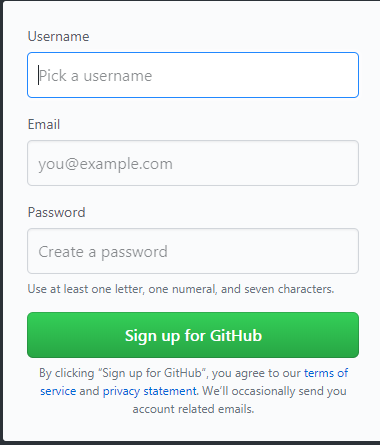 Username
Pick a username
Email
you@example.com
Password
Create a password
Use at least one letter, one numeral, and seven characters.
Sign up for GitHub
By clicking “Sign up for GitHub”, you agree to our terms of
service and privacy statement. We’ll occasionally send you
account related emails.